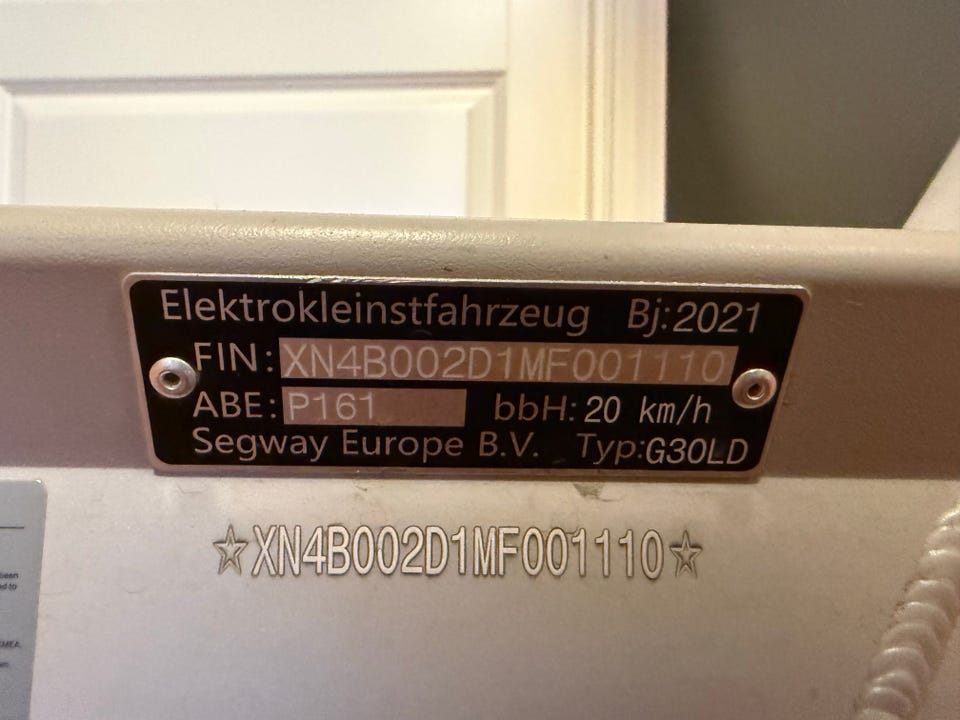 Elektrokleinstfahrzeug Bj:2021
FIN: XN4B002D1MF001110
ABE: P161 bbH: 20 km/h
Segway Europe B.V. Typ:G30LD
☆XN4B002D1MF001110☆